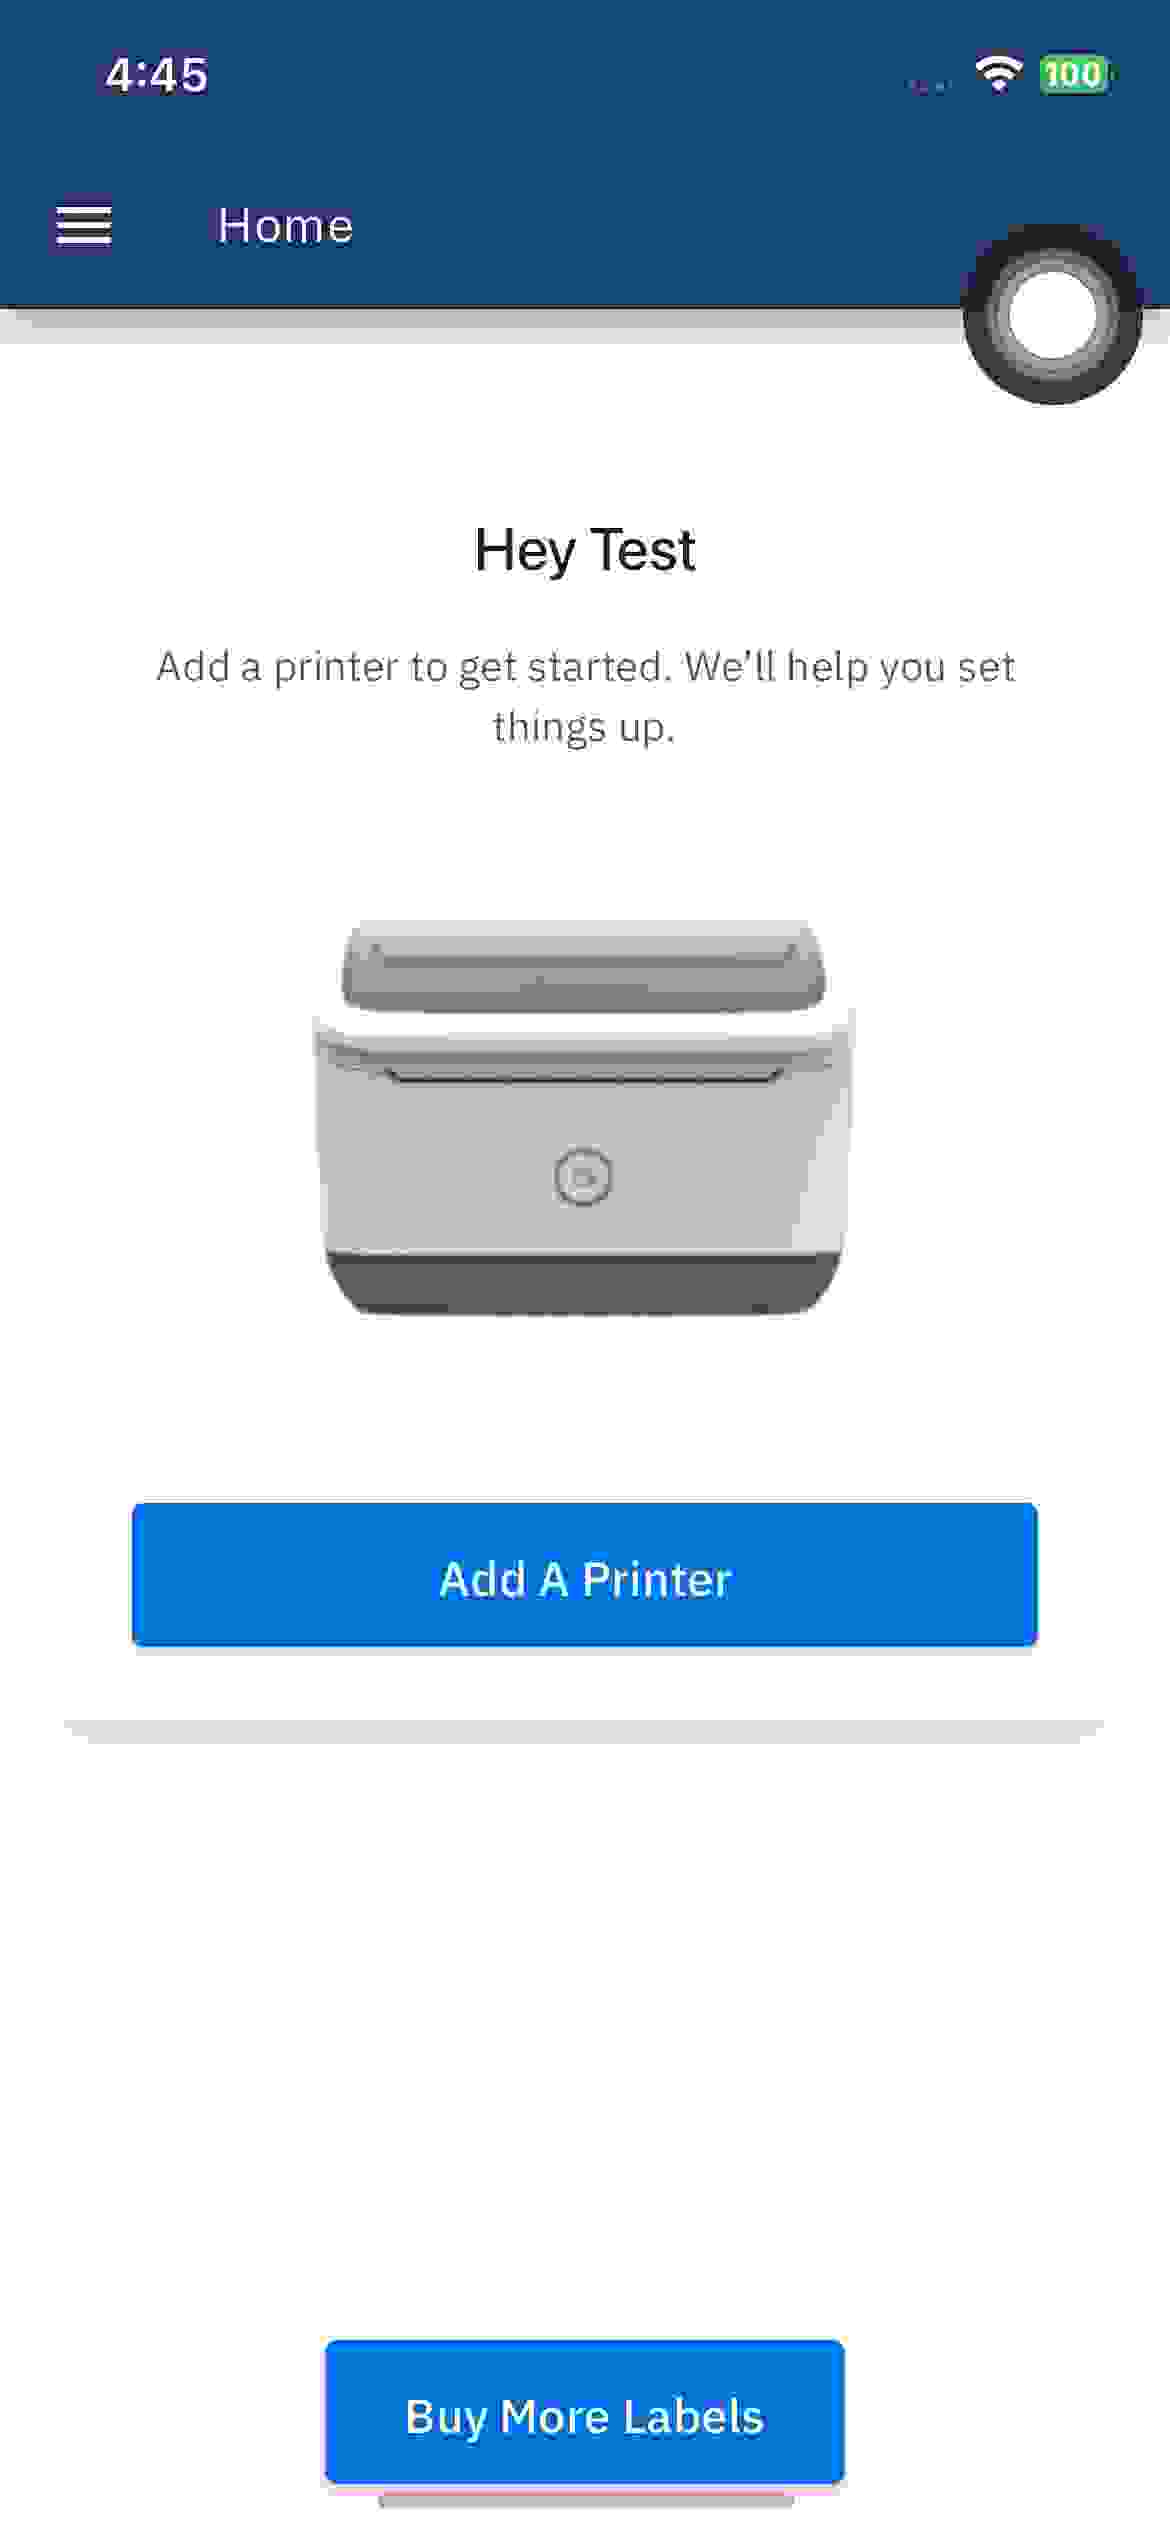 4:45
100
Home
Hey Test
Add a printer to get started. We'll help you set
things up.
Add A Printer
Buy More Labels